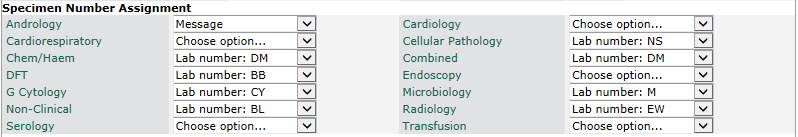 Specimen Number Assignment
Andrology Message Cardiology Choose option...
Cardiorespiratory Choose option... Cellular Pathology Lab number: NS
Chem/Haem Lab number: DM Combined Lab number: DM
DFT Lab number: BB Endoscopy Choose option...
G Cytology Lab number: CY Microbiology Lab number: M
Non-Clinical Lab number: BL Radiology Lab number: EW
Serology Choose option... Transfusion Choose option...